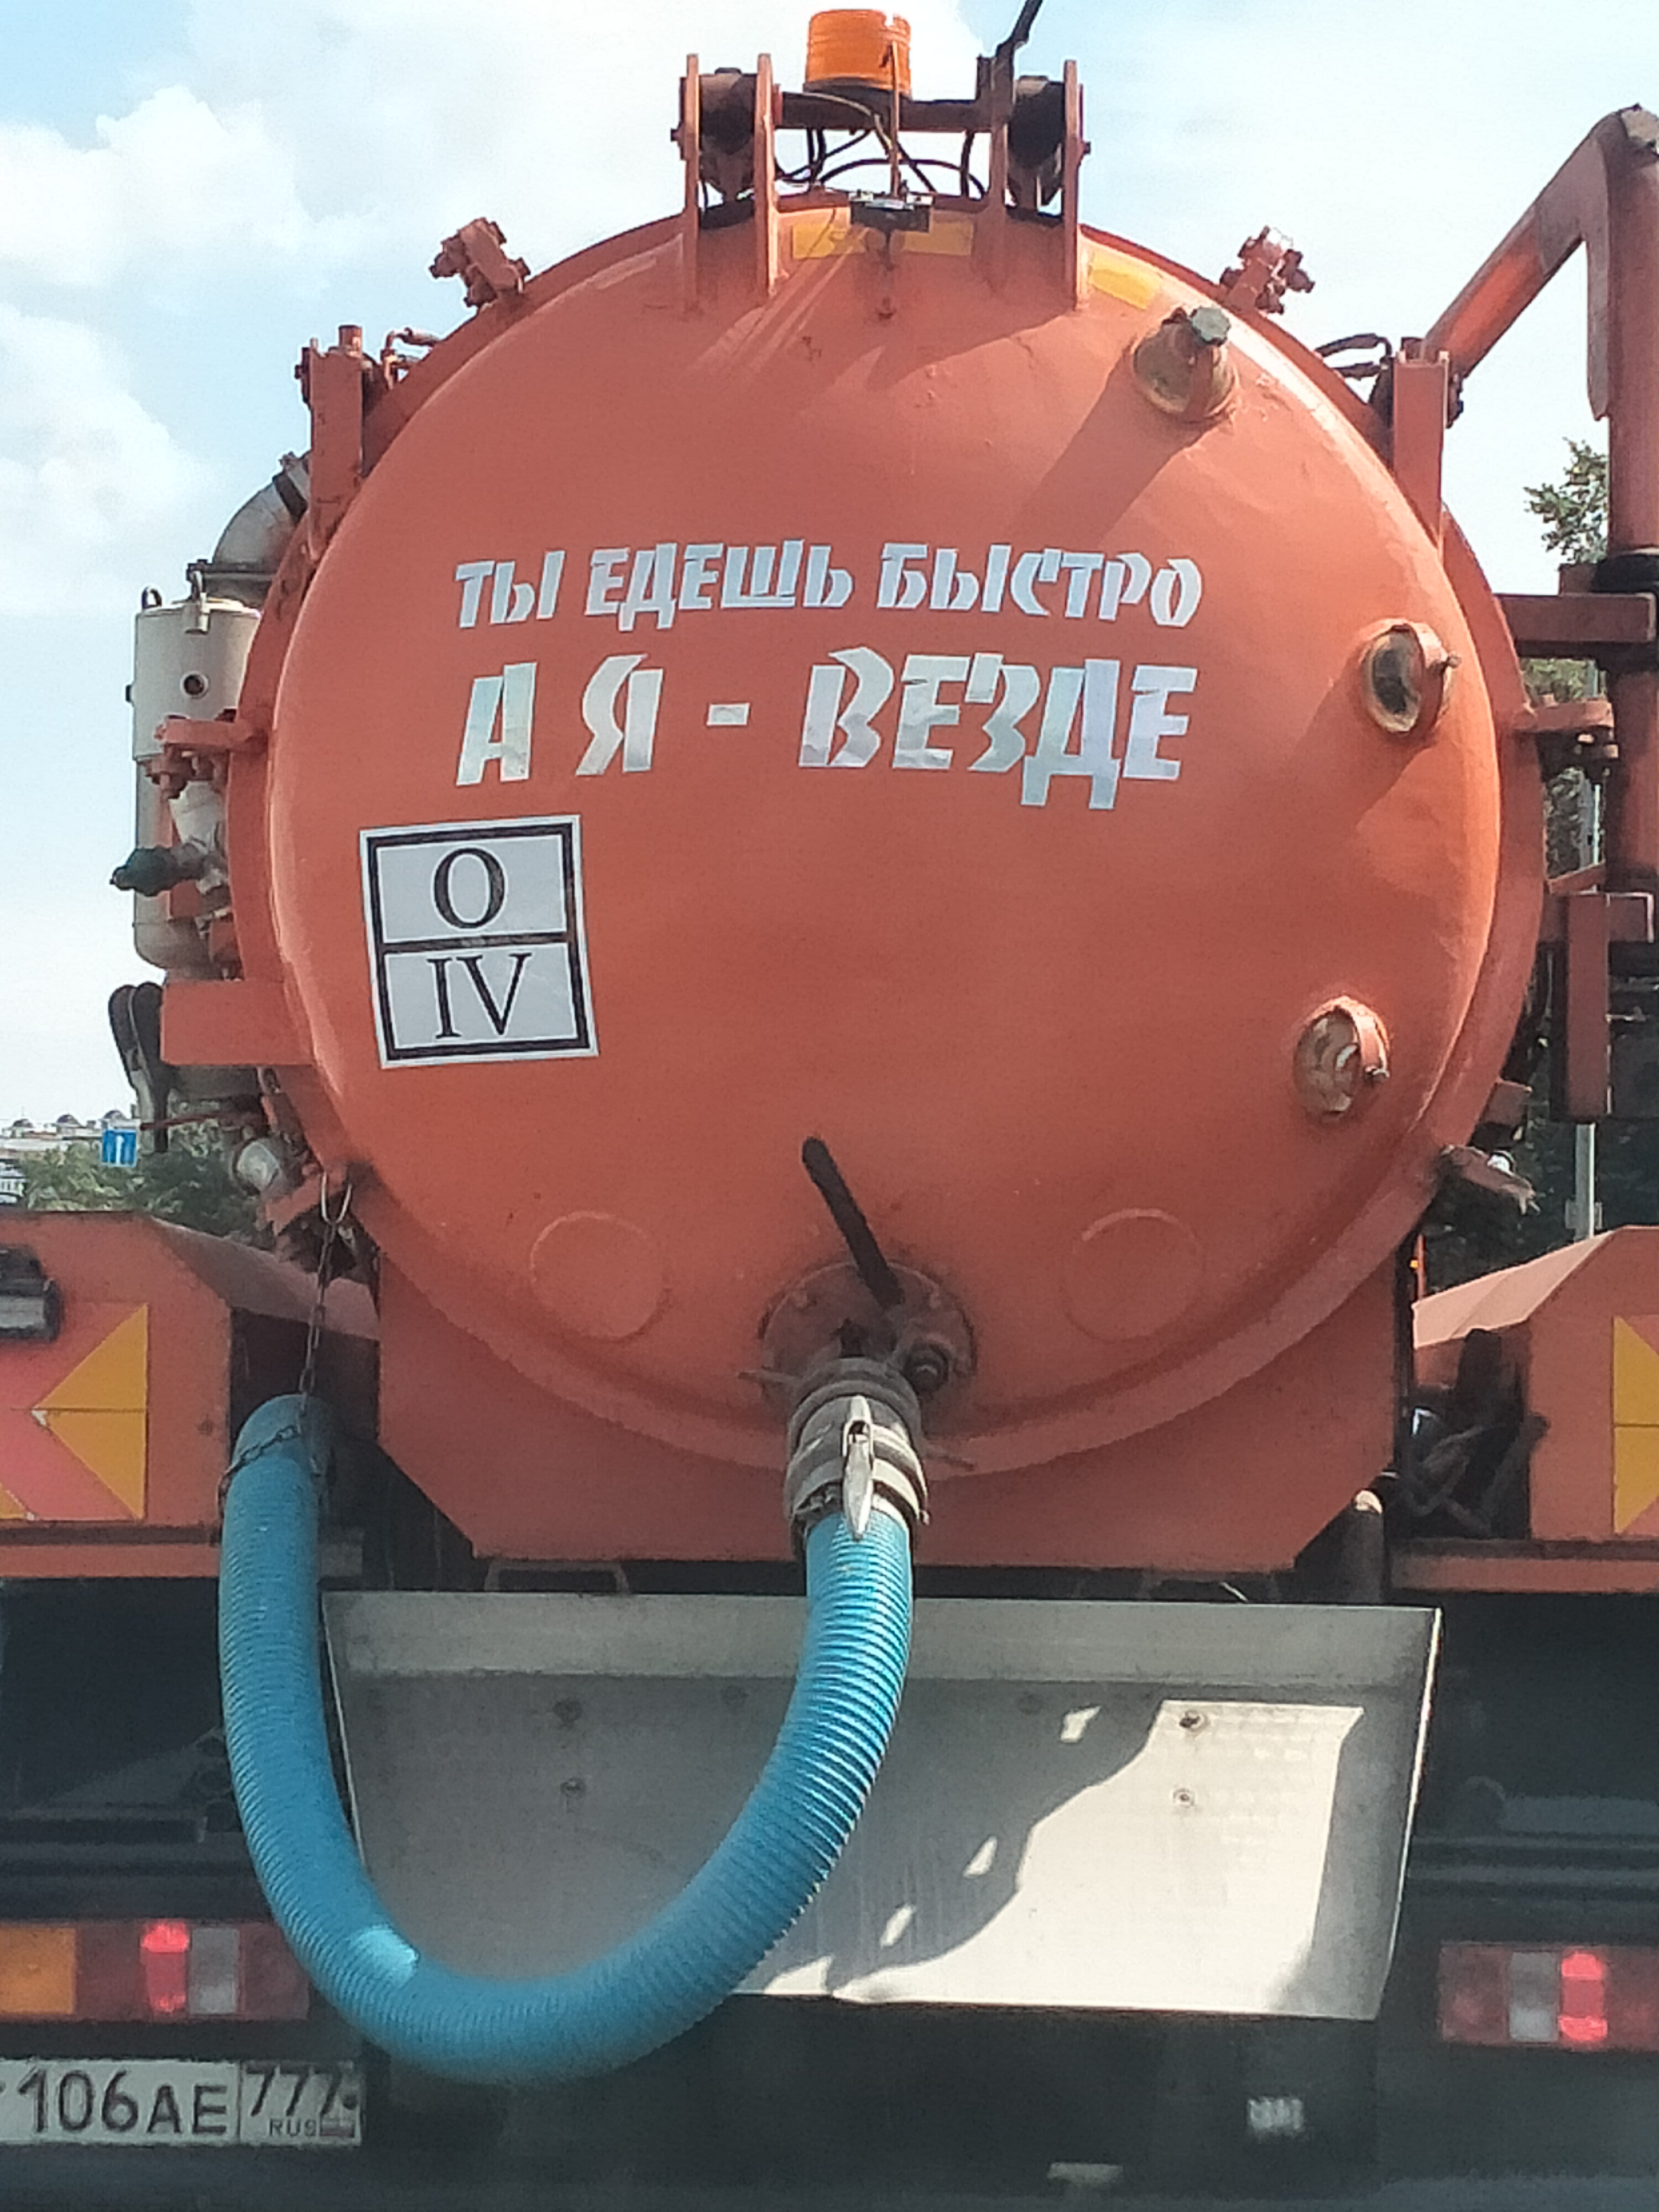 ТЫ ЕДЕШЬ БЫСТРО
А Я - ВЕЗДЕ
O
IV
106АЕ 777
RUS